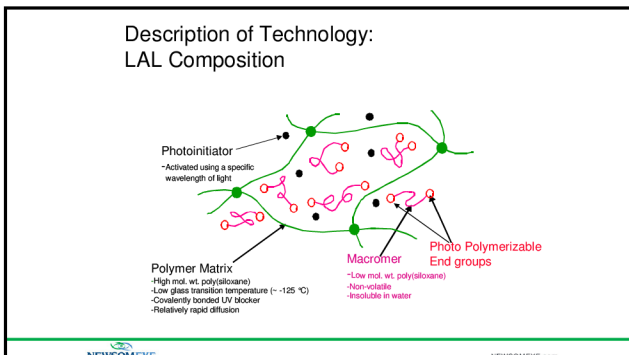 Description of Technology:
LAL Composition
Photoinitiator
-Activated using a specific
wavelength of light
Polymer Matrix
-High mol. wt. poly(siloxane)
-Low glass transition temperature (~ -125 °C)
-Covalently bonded UV blocker
-Relatively rapid diffusion
Macromer
-Low mol. wt. poly(siloxane)
-Non-volatile
-Insoluble in water
Photo Polymerizable
End groups